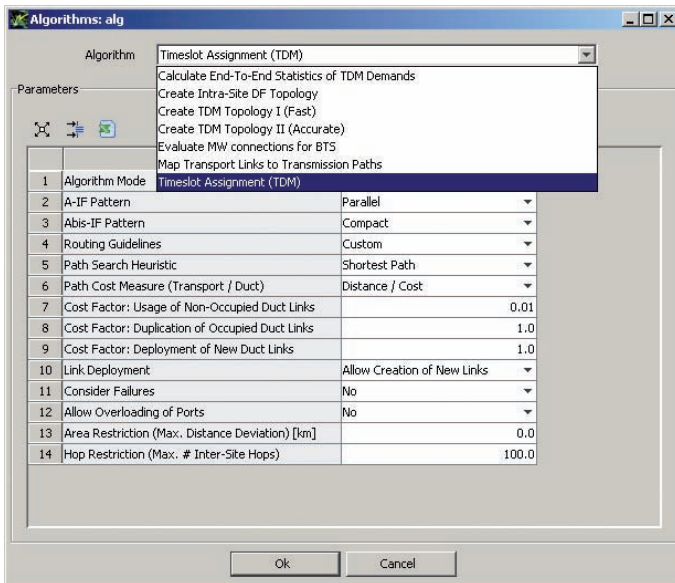 Algorithms: alg
Algorithm Timeslot Assignment (TDM)
Calculate End-To-End Statistics of TDM Demands
Create Intra-Site DF Topology
Create TDM Topology I (Fast)
Create TDM Topology II (Accurate)
Evaluate MW connections for BTS
Map Transport Links to Transmission Paths
Timeslot Assignment (TDM)
Parameters
1 Algorithm Mode
2 A-IF Pattern Parallel
3 Abis-IF Pattern Compact
4 Routing Guidelines Custom
5 Path Search Heuristic Shortest Path
6 Path Cost Measure (Transport / Duct) Distance / Cost
7 Cost Factor: Usage of Non-Occupied Duct Links 0.01
8 Cost Factor: Duplication of Occupied Duct Links 1.0
9 Cost Factor: Deployment of New Duct Links 1.0
10 Link Deployment Allow Creation of New Links
11 Consider Failures No
12 Allow Overloading of Ports No
13 Area Restriction (Max. Distance Deviation) [km] 0.0
14 Hop Restriction (Max. # Inter-Site Hops) 100.0
Ok Cancel